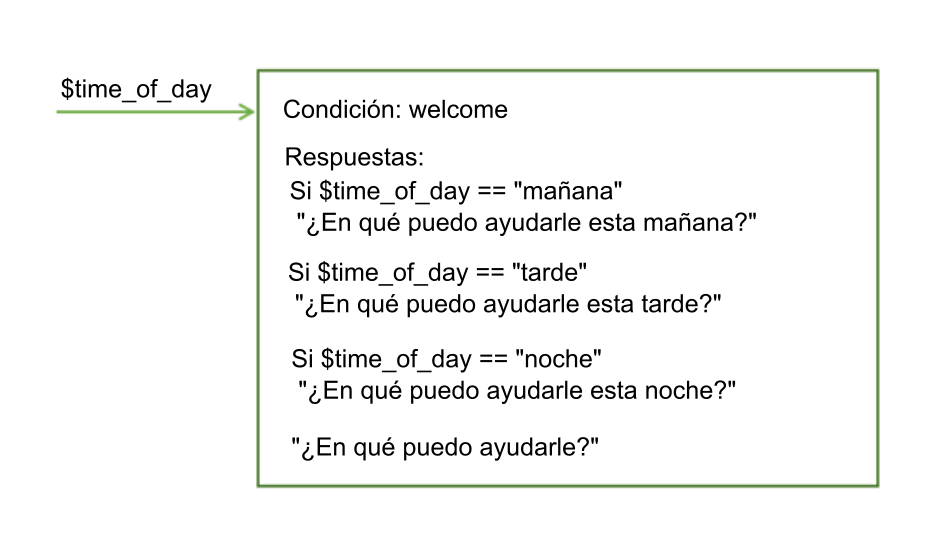 $time_of_day
Condición: welcome
Respuestas:
Si $time_of_day == "mañana"
"¿En qué puedo ayudarle esta mañana?"
Si $time_of_day == "tarde"
"¿En qué puedo ayudarle esta tarde?"
Si $time_of_day == "noche"
"¿En qué puedo ayudarle esta noche?"
"¿En qué puedo ayudarle?"